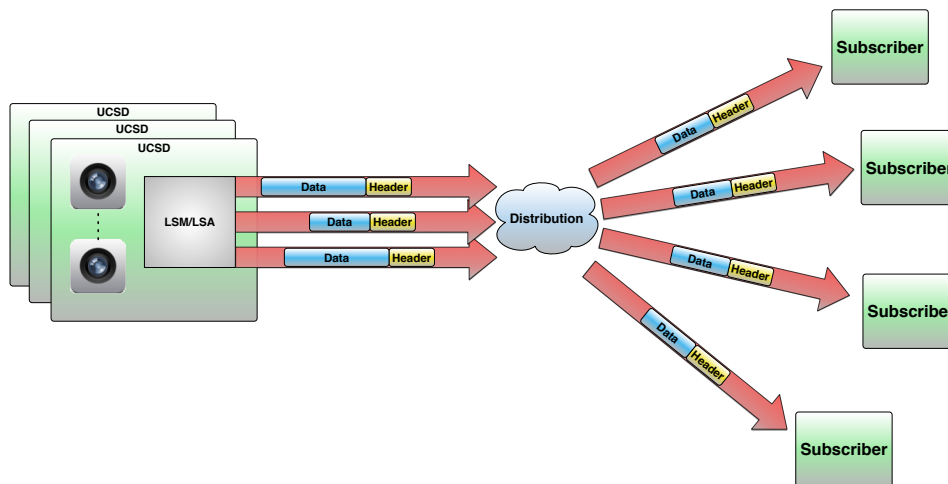 UCSD
UCSD
UCSD
LSM/LSA
Data Header
Data Header
Data Header
Distribution
Data Header
Data Header
Data Header
Data Header
Subscriber
Subscriber
Subscriber
Subscriber